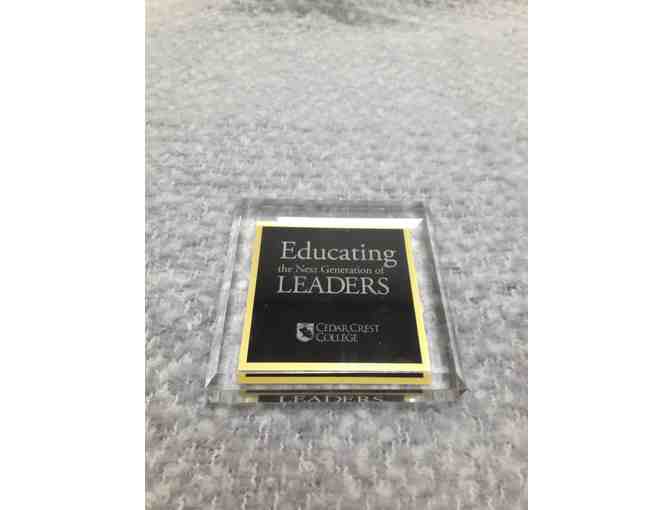 Educating
the Next Generation of
LEADERS
CEDAR CREST
COLLEGE
LEADERS